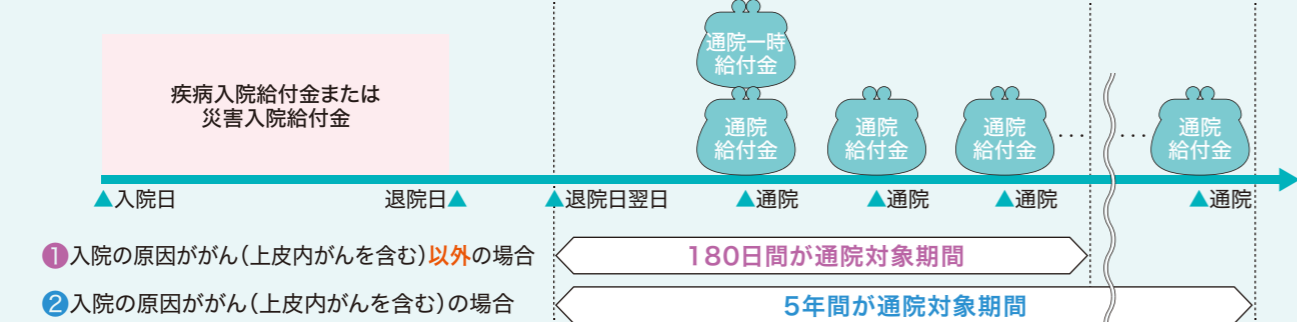 通院一時
給付金
疾病入院給付金または
災害入院給付金
通院
給付金
通院
給付金
通院
給付金
…
…
通院
給付金
▲入院日
退院日▲
▲退院日翌日
▲通院
▲通院
▲通院
▲通院
❶入院の原因ががん（上皮内がんを含む）以外の場合
180日間が通院対象期間
❷入院の原因ががん（上皮内がんを含む）の場合
5年間が通院対象期間